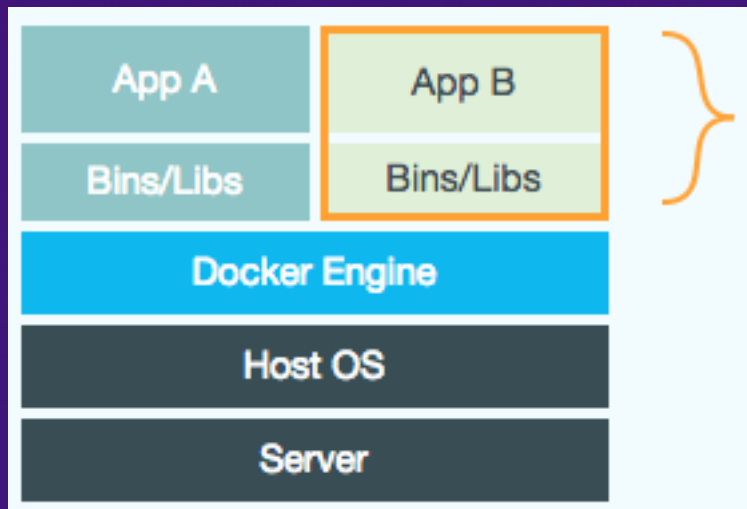 App A
App B
Bins/Libs
Bins/Libs
Docker Engine
Host OS
Server